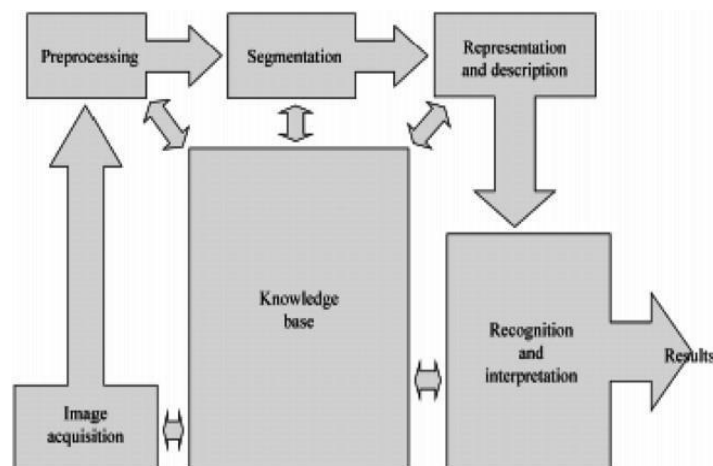 Preprocessing
Segmentation
Representation
and description
Knowledge
base
Recognition
and
interpretation
Results
Image
acquisition